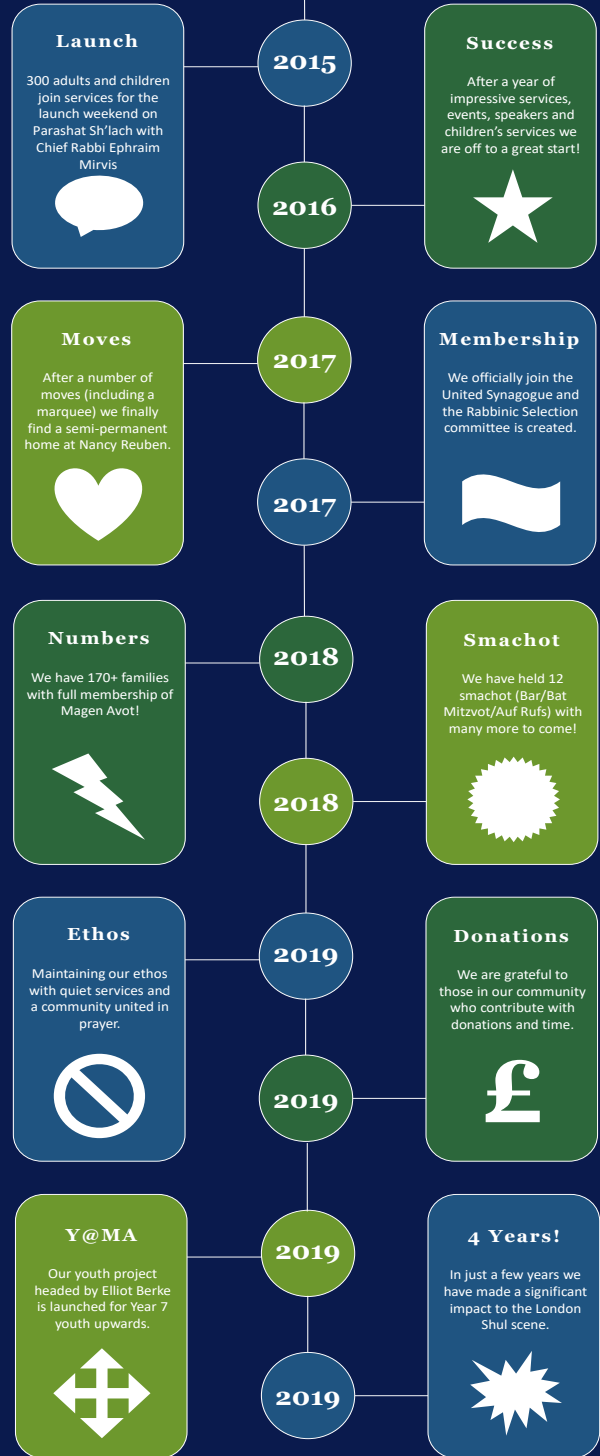 Launch
300 adults and children
join services for the
launch weekend on
Parashat Sh’lach with
Chief Rabbi Ephraim
Mirvis
2015
Success
After a year of
impressive services,
events, speakers and
children’s services we
are off to a great start!
2016
Moves
After a number of
moves (including a
marquee) we finally
find a semi-permanent
home at Nancy Reuben.
2017
Membership
We officially join the
United Synagogue and
the Rabbinic Selection
committee is created.
2017
Numbers
We have 170+ families
with full membership of
Magen Avot!
2018
Smachot
We have held 12
smachot (Bar/Bat
Mitzvot/Auf Rufs) with
many more to come!
2018
Ethos
Maintaining our ethos
with quiet services and
a community united in
prayer.
2019
Donations
We are grateful to
those in our community
who contribute with
donations and time.
£
2019
Y@MA
Our youth project
headed by Elliot Berke
is launched for Year 7
youth upwards.
2019
4 Years!
In just a few years we
have made a significant
impact to the London
Shul scene.
2019